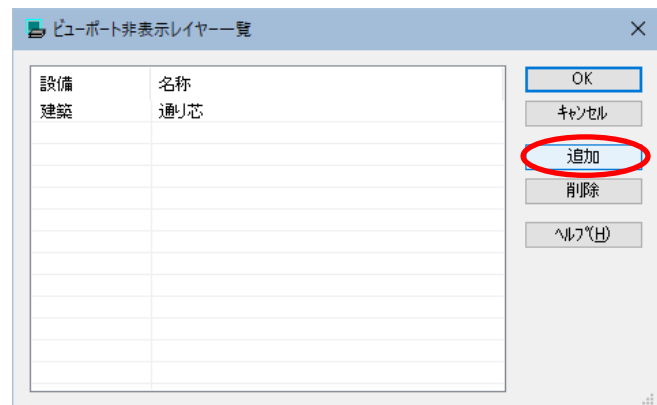 ビューポート非表示レイヤー一覧
設備 名称
建築 通り芯
OK
キャンセル
追加
削除
ヘルプ(H)